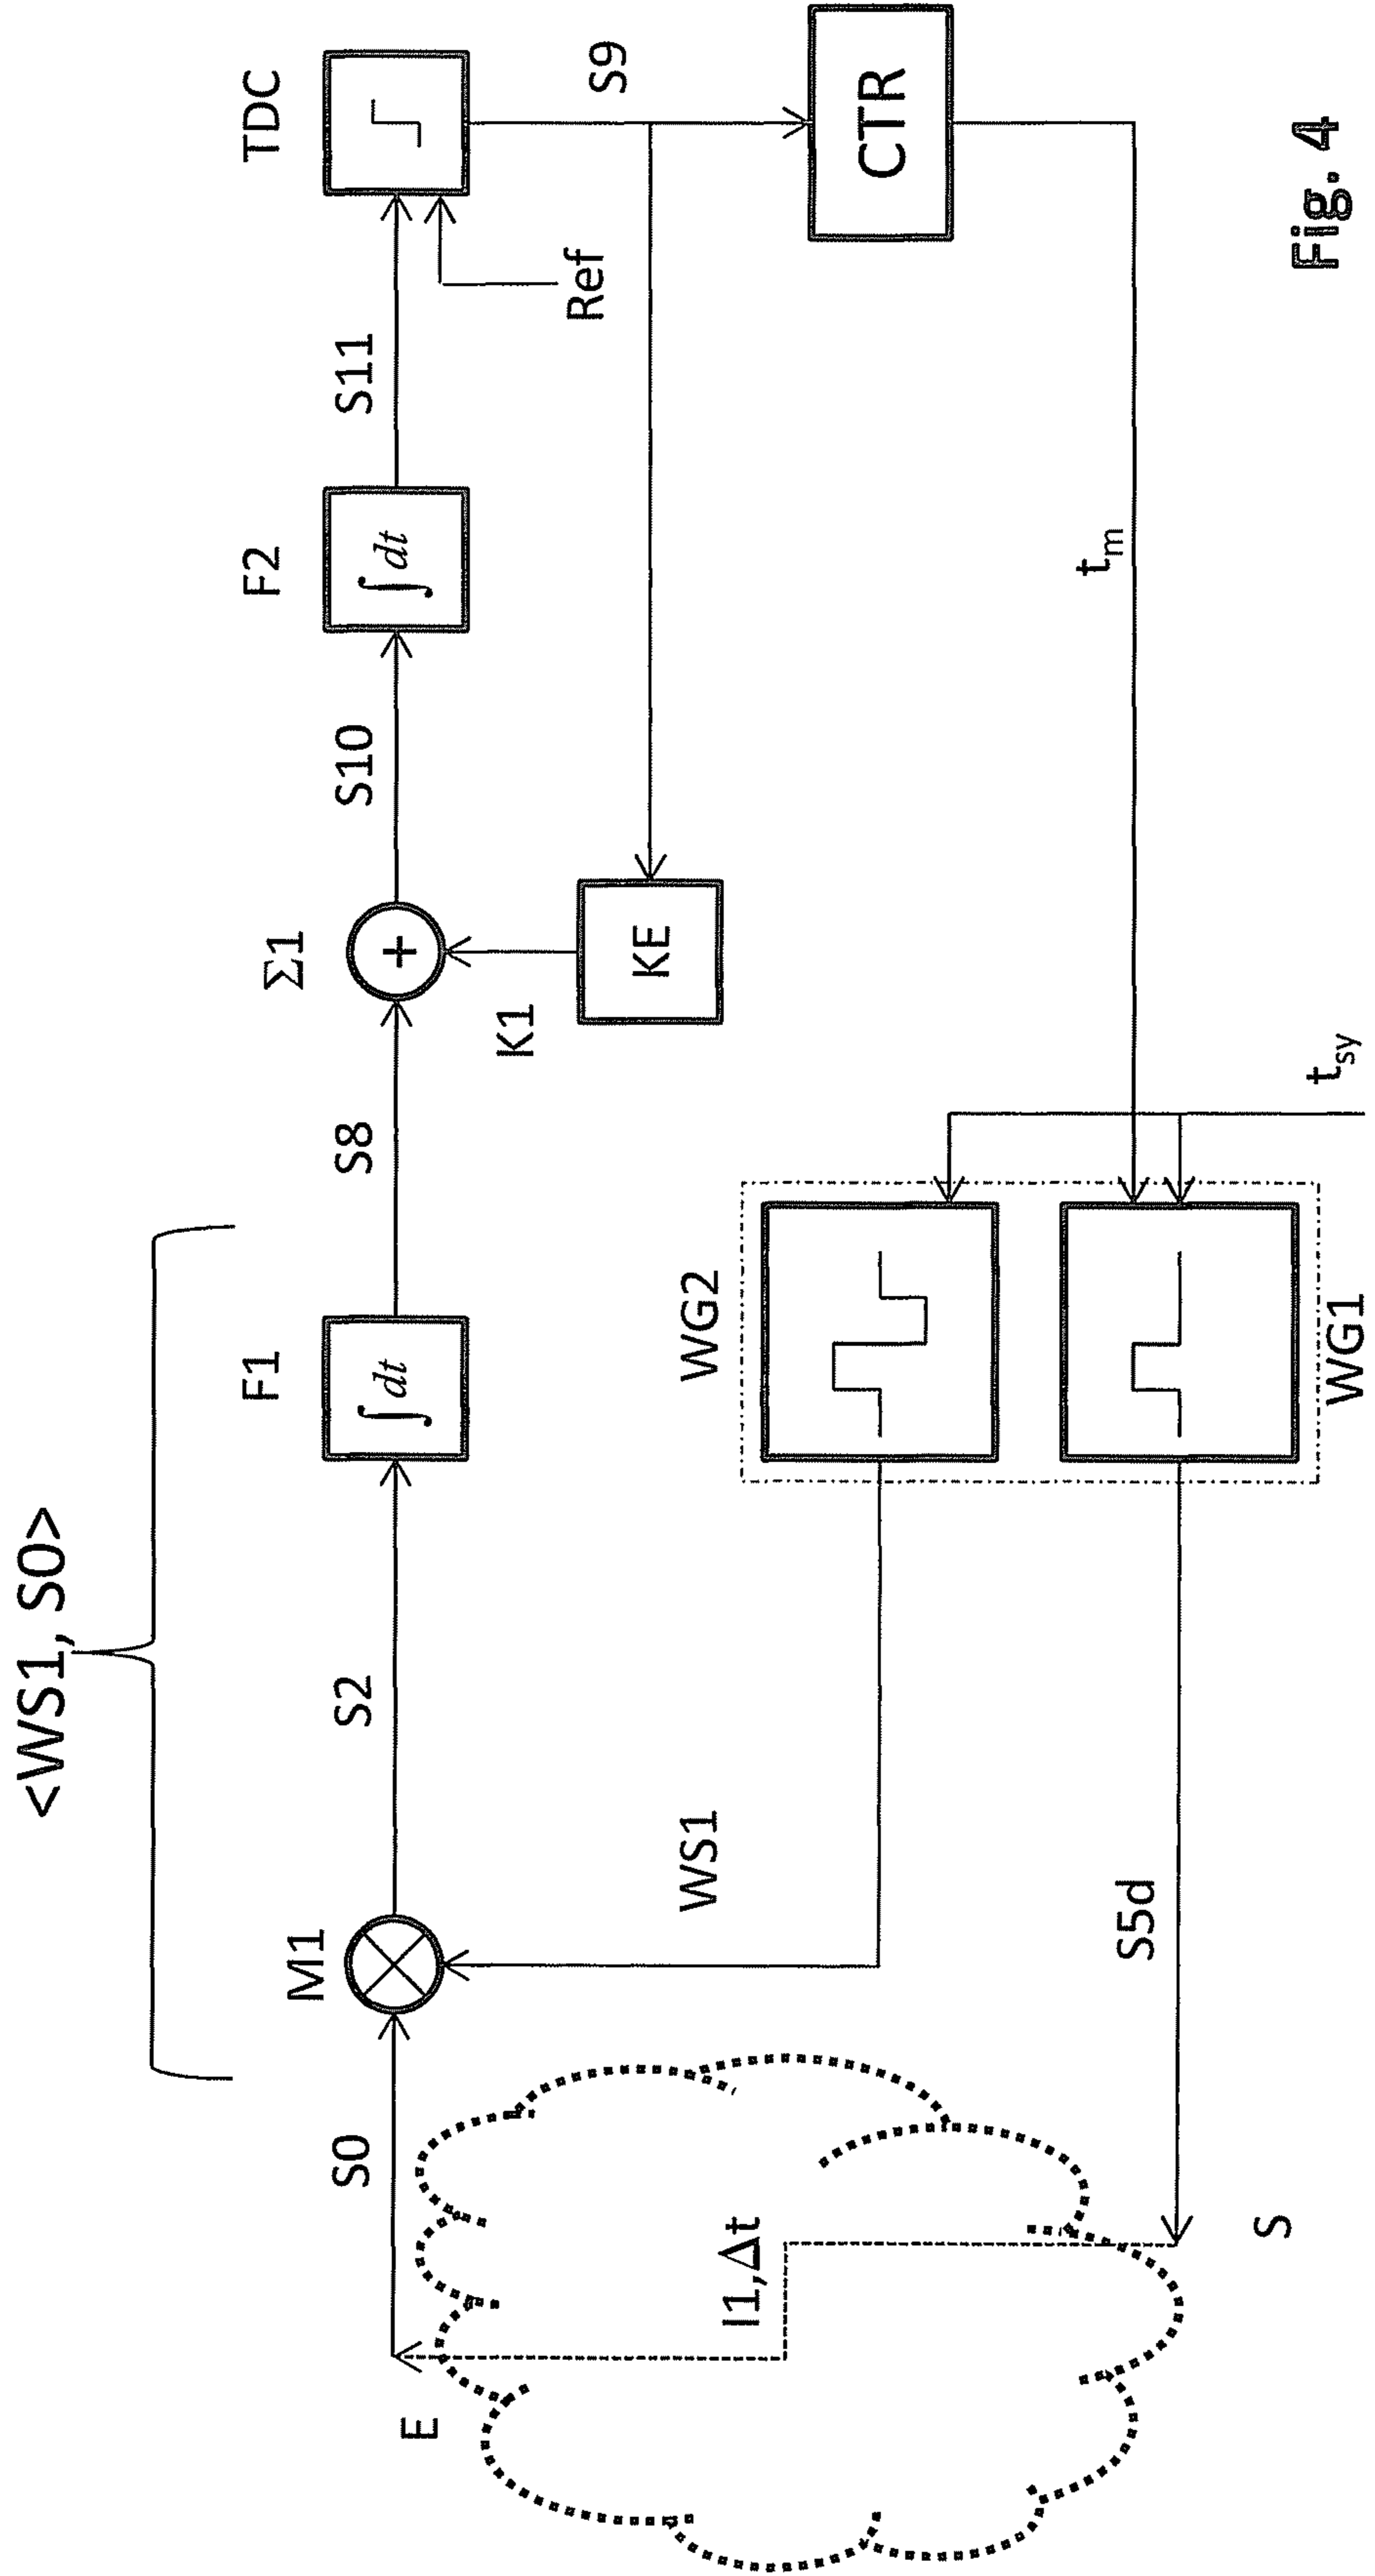 <WS1, S0>
M1
F1
Σ1
F2
TDC
∫dt
+
∫dt
S0
S2
S8
S10
S11
E
K1
Ref
S9
I1,Δt
WS1
WG2
KE
CTR
S
S5d
WG1
t_sy
t_m
Fig. 4